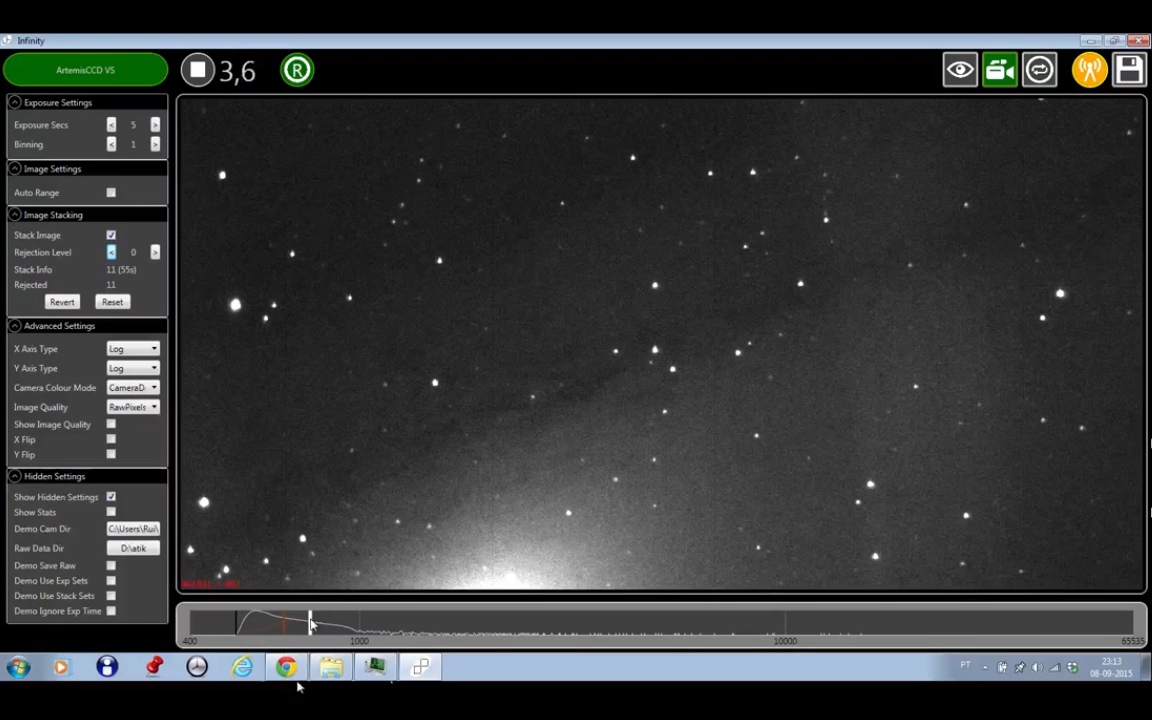 Infinity
ArtemisCCD VS
3,6
R
Exposure Settings
Exposure Secs < 5 >
Binning < 1 >
Image Settings
Auto Range
Image Stacking
Stack Image
Rejection Level < 0 >
Stack Info 11 (55s)
Rejected 11
Revert Reset
Advanced Settings
X Axis Type Log
Y Axis Type Log
Camera Colour Mode CameraD
Image Quality RawPixels
Show Image Quality
X Flip
Y Flip
Hidden Settings
Show Hidden Settings
Show Stats
Demo Cam Dir C:\Users\Rui\
Raw Data Dir D:\atik
Demo Save Raw
Demo Use Exp Sets
Demo Use Stack Sets
Demo Ignore Exp Time
400 1000 10000 65535
PT
23:13
08-09-2015